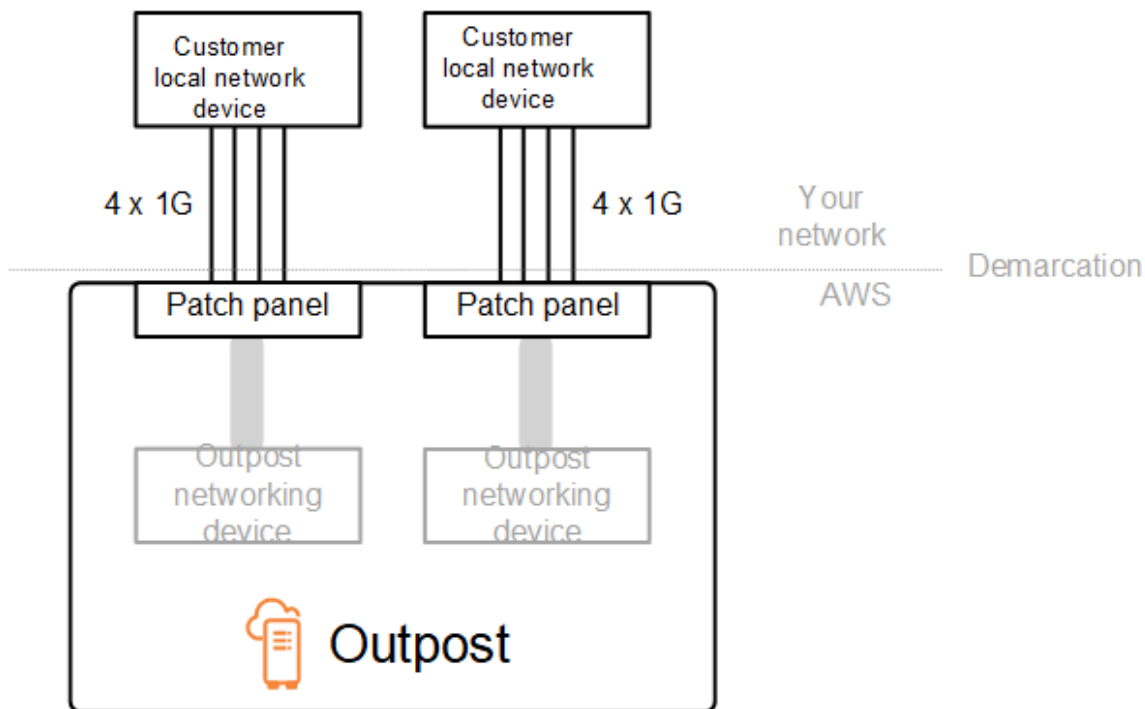 Customer
local network
device
Customer
local network
device
4 x 1G
4 x 1G
Your
network
Demarcation
AWS
Patch panel
Patch panel
Outpost
networking
device
Outpost
networking
device
Outpost